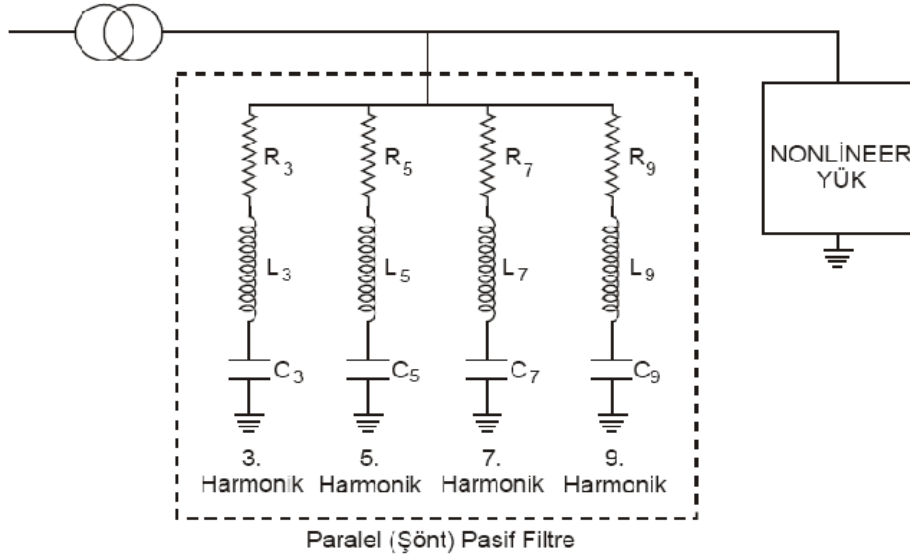 R3 R5 R7 R9
NONLİNEER
YÜK
L3 L5 L7 L9
C3 C5 C7 C9
3. 5. 7. 9.
Harmonik Harmonik Harmonik Harmonik
Paralel (Şönt) Pasif Filtre